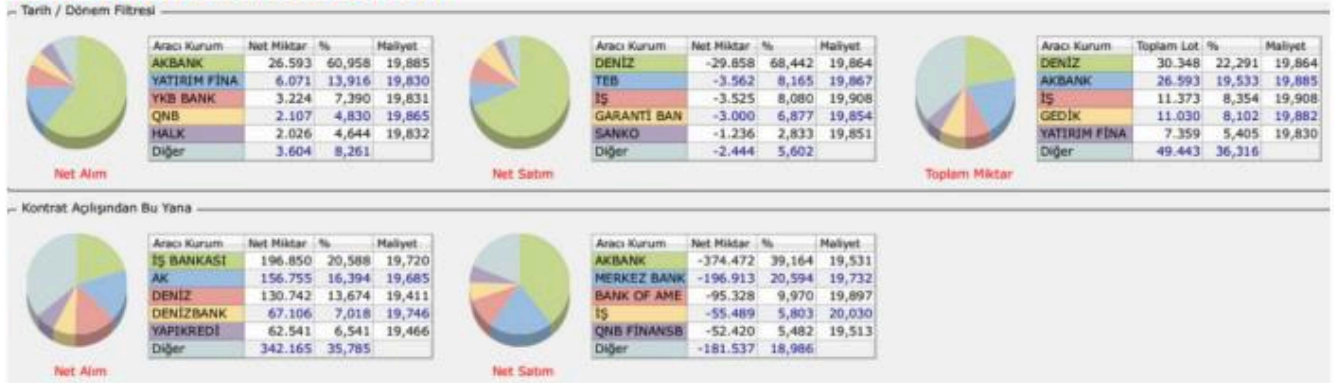 Tarih / Dönem Filtresi
Aracı Kurum Net Miktar % Maliyet
AKBANK 26.593 60,958 19,885
YATIRIM FİNA 6.071 13,916 19,830
YKB BANK 3.224 7,390 19,831
QNB 2.107 4,830 19,865
HALK 2.026 4,644 19,832
Diğer 3.604 8,261
Net Alım
Aracı Kurum Net Miktar % Maliyet
DENİZ -29.858 68,442 19,864
TEB -3.562 8,165 19,867
İŞ -3.525 8,080 19,908
GARANTİ BAN -3.000 6,877 19,854
SANKO -1.236 2,833 19,851
Diğer -2.444 5,602
Net Satım
Aracı Kurum Toplam Lot % Maliyet
DENİZ 30.348 22,291 19,864
AKBANK 26.593 19,533 19,885
İŞ 11.373 8,354 19,908
GEDİK 11.030 8,102 19,882
YATIRIM FİNA 7.359 5,405 19,830
Diğer 49.443 36,316
Toplam Miktar
Kontrat Açılışından Bu Yana
Aracı Kurum Net Miktar % Maliyet
İŞ BANKASI 196.850 20,588 19,720
AK 156.755 16,394 19,685
DENİZ 130.742 13,674 19,411
DENİZBANK 67.106 7,018 19,746
YAPIKREDİ 62.541 6,541 19,466
Diğer 342.165 35,785
Net Alım
Aracı Kurum Net Miktar % Maliyet
AKBANK -374.472 39,164 19,531
MERKEZ BANK -196.913 20,594 19,732
BANK OF AME -95.328 9,970 19,897
İŞ -55.489 5,803 20,030
QNB FİNANSB -52.420 5,482 19,513
Diğer -181.537 18,986
Net Satım